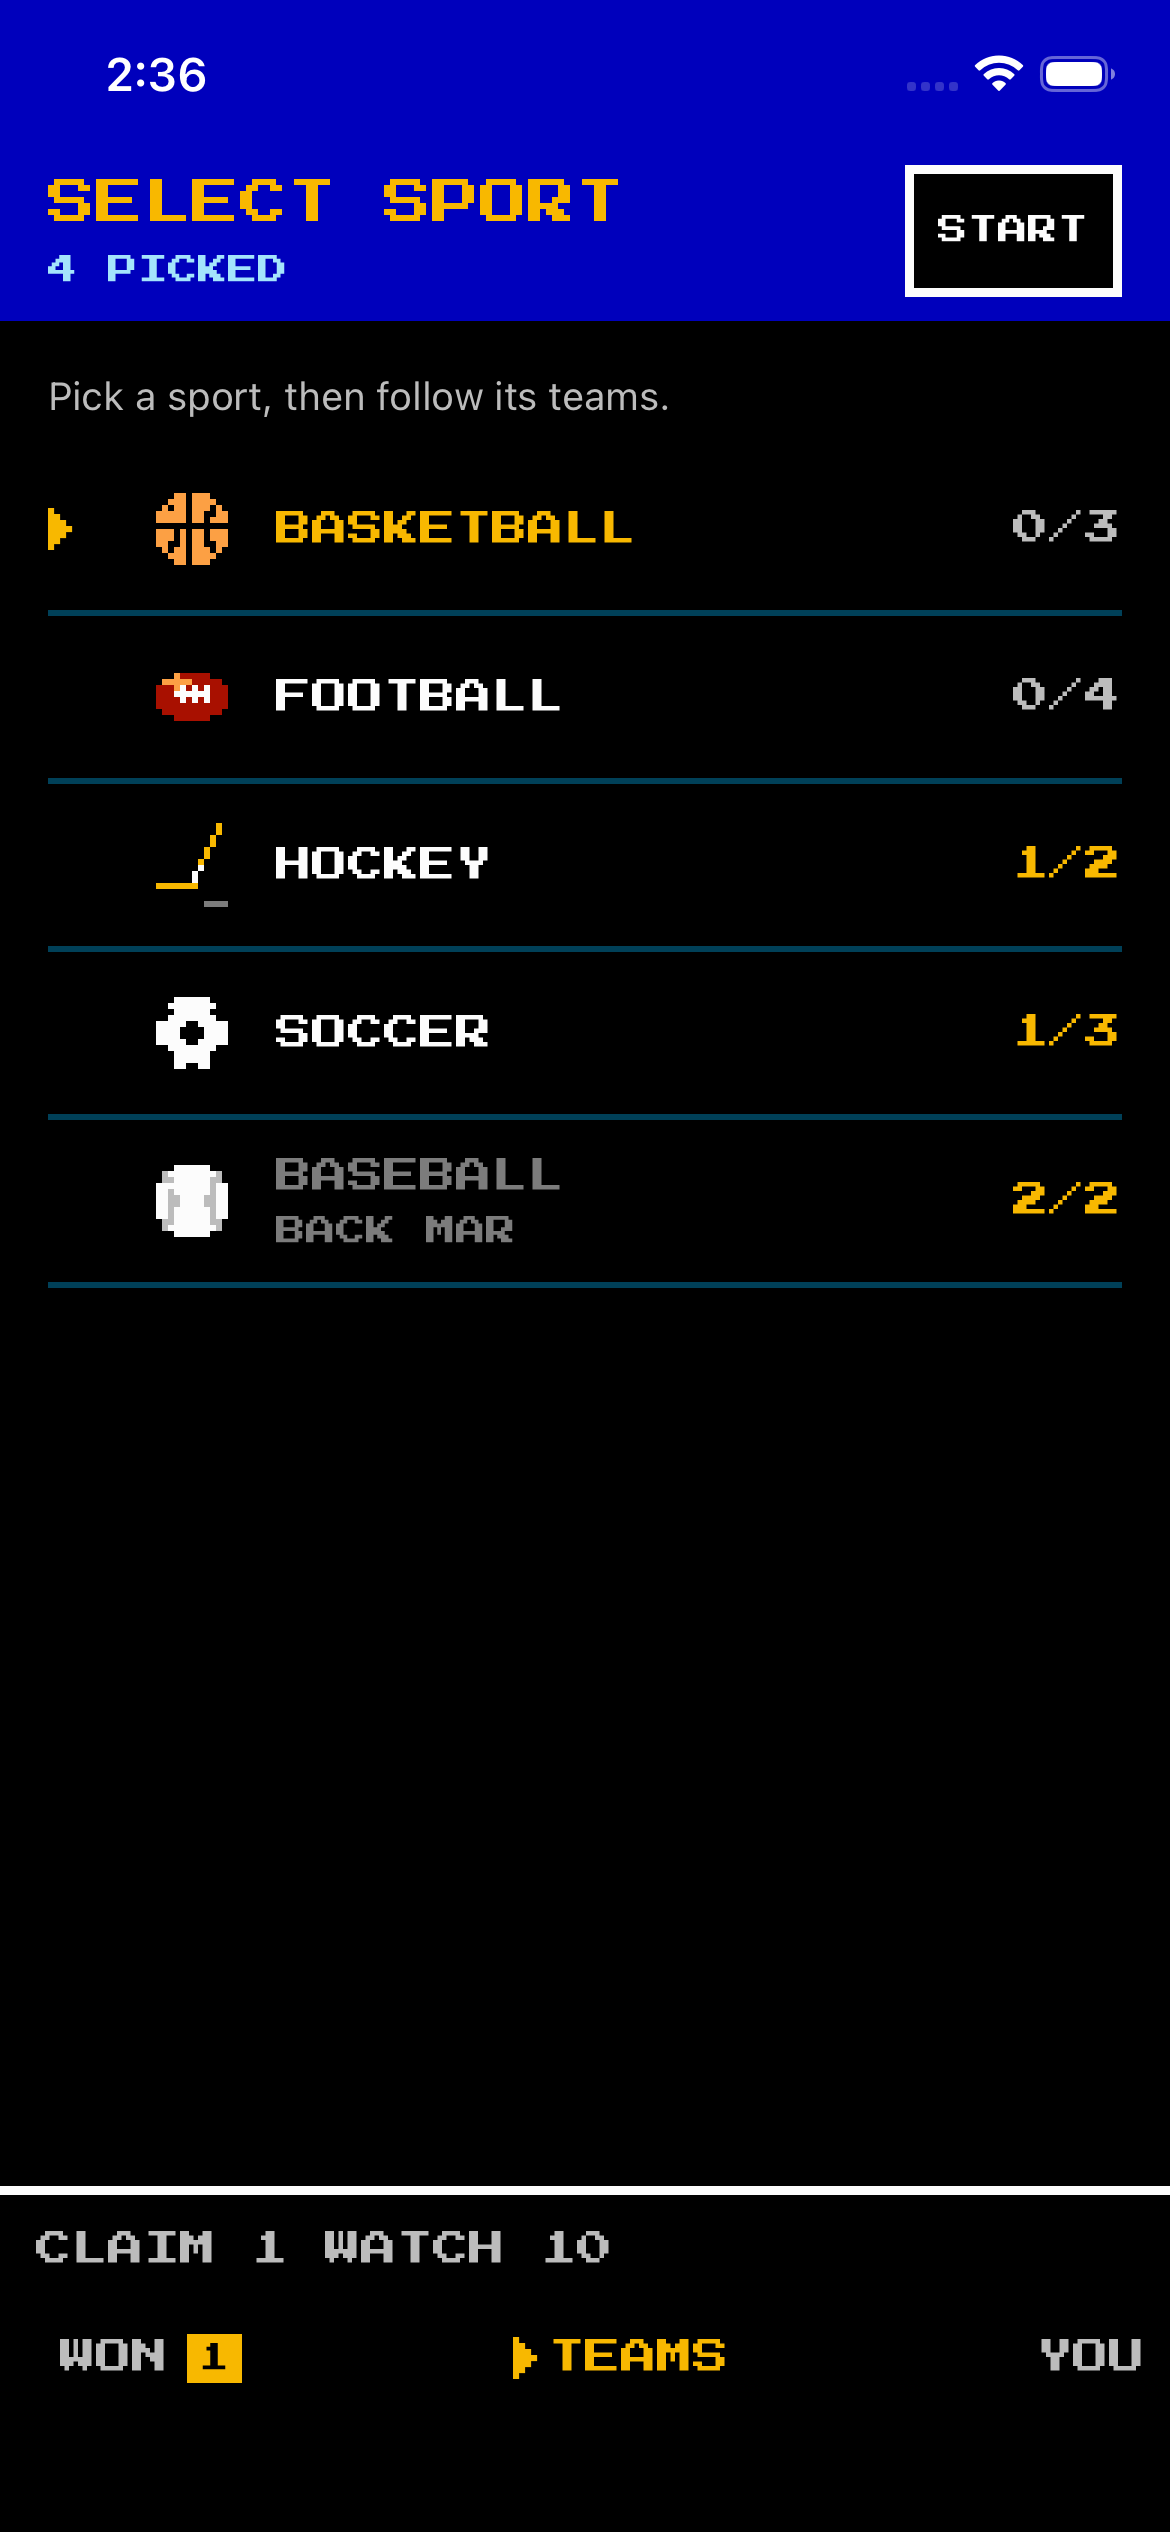 2:36
SELECT SPORT
4 PICKED
START
Pick a sport, then follow its teams.
BASKETBALL 0/3
FOOTBALL 0/4
HOCKEY 1/2
SOCCER 1/3
BASEBALL 2/2
BACK MAR
CLAIM 1 WATCH 10
WON 1 TEAMS YOU